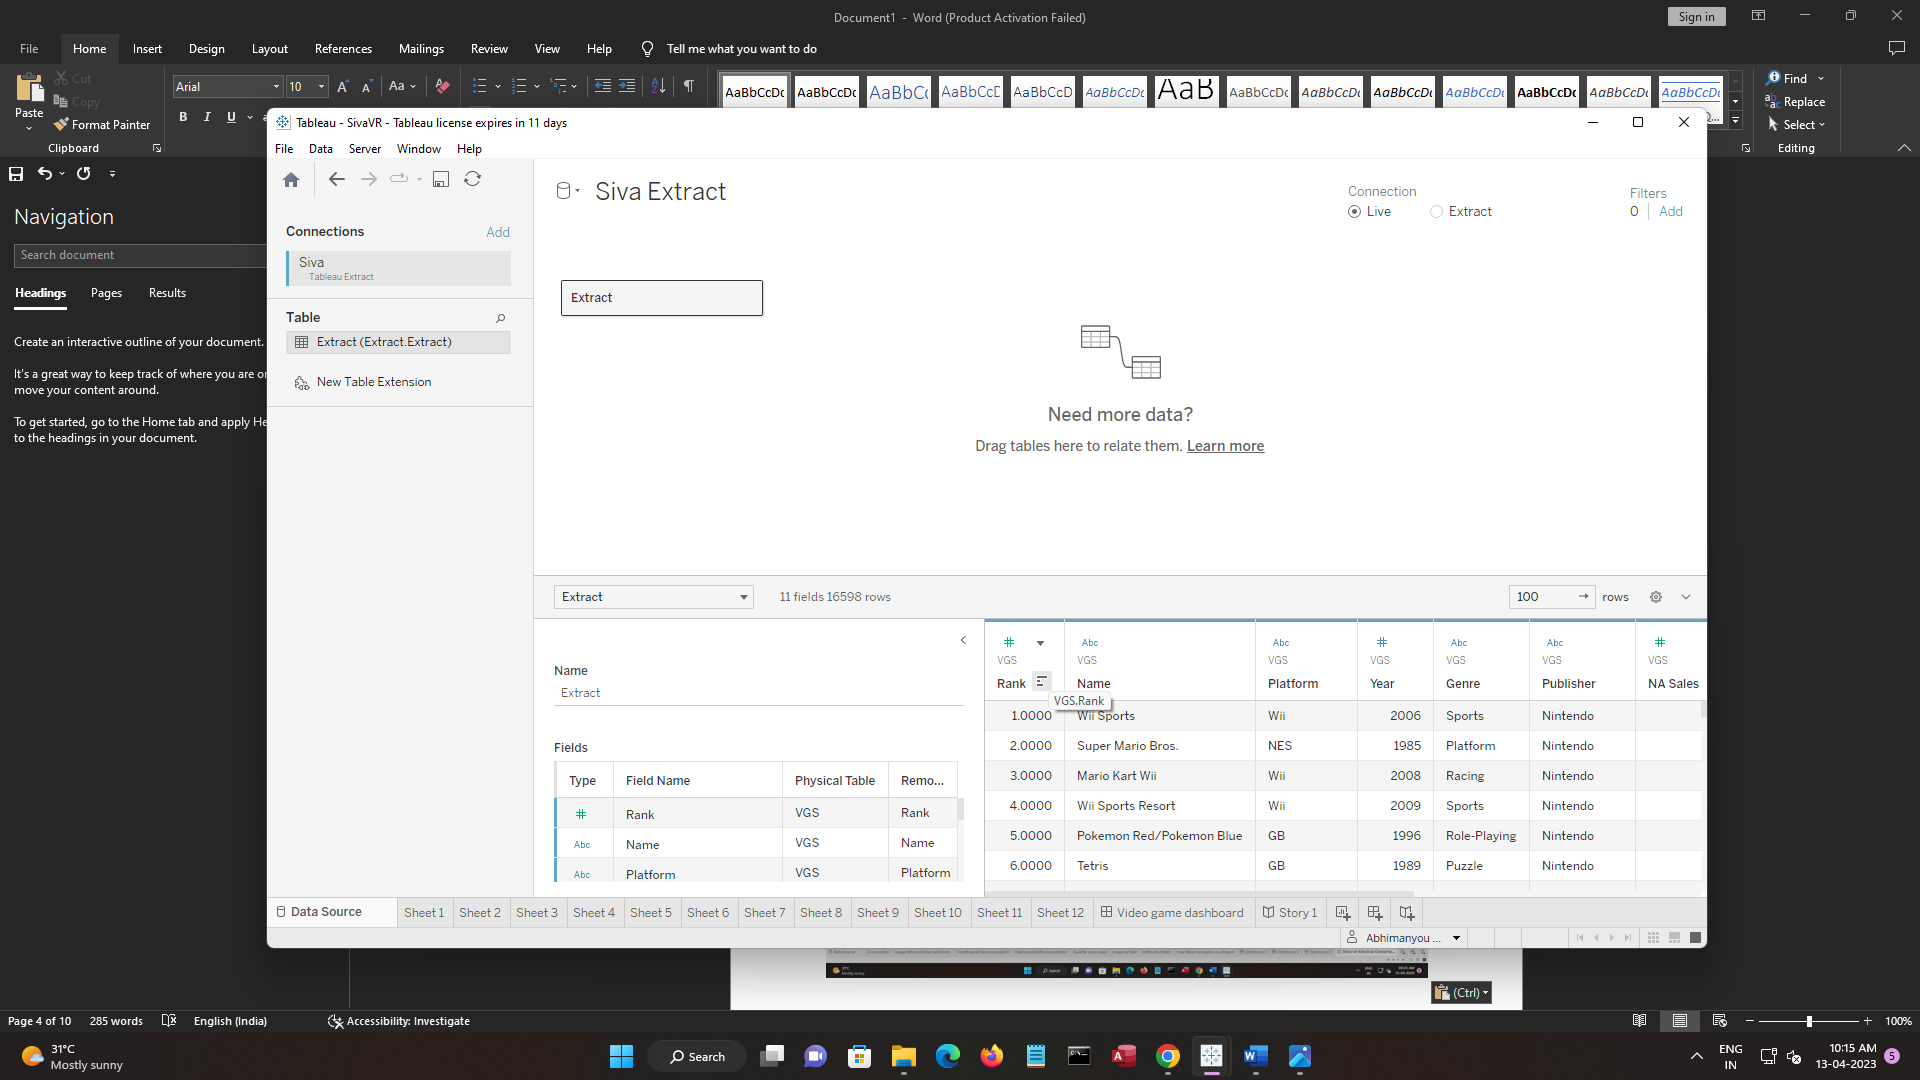 Document1 - Word (Product Activation Failed)
Sign in
File Home Insert Design Layout References Mailings Review View Help Tell me what you want to do
Paste
Cut
Copy
Format Painter
Clipboard
Arial 10
Aa
B I U
AaBbCcDc AaBbCcDc AaBbC AaBbCcC AaBbCcD AaBbCcDc AaB AaBbCcD AaBbCcDc AaBbCcDc AaBbCcDc AaBbCcDc AaBbCcDc AaBbCcDc
Find
Replace
Select
Editing
Navigation
Search document
Headings Pages Results
Create an interactive outline of your document.
It's a great way to keep track of where you are or
move your content around.
To get started, go to the Home tab and apply He
to the headings in your document.
Tableau - SivaVR - Tableau license expires in 11 days
File Data Server Window Help
Connections Add
Siva
Tableau Extract
Table
Extract (Extract.Extract)
New Table Extension
Siva Extract
Connection
Live Extract
Filters
0 Add
Extract
Need more data?
Drag tables here to relate them. Learn more
Extract 11 fields 16598 rows 100 rows
Name
Extract
Fields
Type Field Name Physical Table Remo...
Rank VGS Rank
Abc Name VGS Name
Abc Platform VGS Platform
# Abc Abc # Abc Abc #
VGS VGS VGS VGS VGS VGS VGS
Rank Name Platform Year Genre Publisher NA Sales
VGS.Rank
1.0000 Wii Sports Wii 2006 Sports Nintendo
2.0000 Super Mario Bros. NES 1985 Platform Nintendo
3.0000 Mario Kart Wii Wii 2008 Racing Nintendo
4.0000 Wii Sports Resort Wii 2009 Sports Nintendo
5.0000 Pokemon Red/Pokemon Blue GB 1996 Role-Playing Nintendo
6.0000 Tetris GB 1989 Puzzle Nintendo
Data Source Sheet 1 Sheet 2 Sheet 3 Sheet 4 Sheet 5 Sheet 6 Sheet 7 Sheet 8 Sheet 9 Sheet 10 Sheet 11 Sheet 12 Video game dashboard Story 1
Abhimanyou ...
(Ctrl)
Page 4 of 10 285 words English (India) Accessibility: Investigate 100%
31°C
Mostly sunny
Search
ENG
IN
10:15 AM
13-04-2023
5